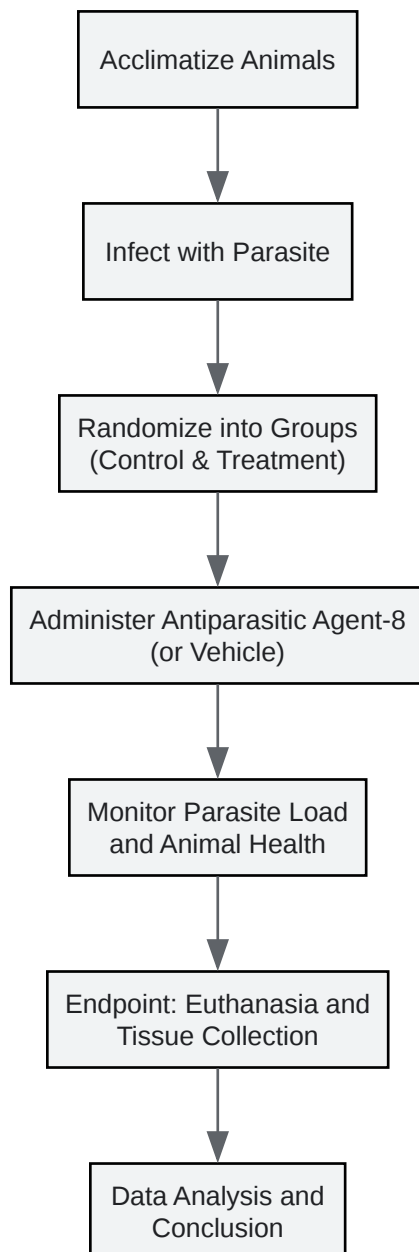 Acclimatize Animals
Infect with Parasite
Randomize into Groups
(Control & Treatment)
Administer Antiparasitic Agent-8
(or Vehicle)
Monitor Parasite Load
and Animal Health
Endpoint: Euthanasia and
Tissue Collection
Data Analysis and
Conclusion